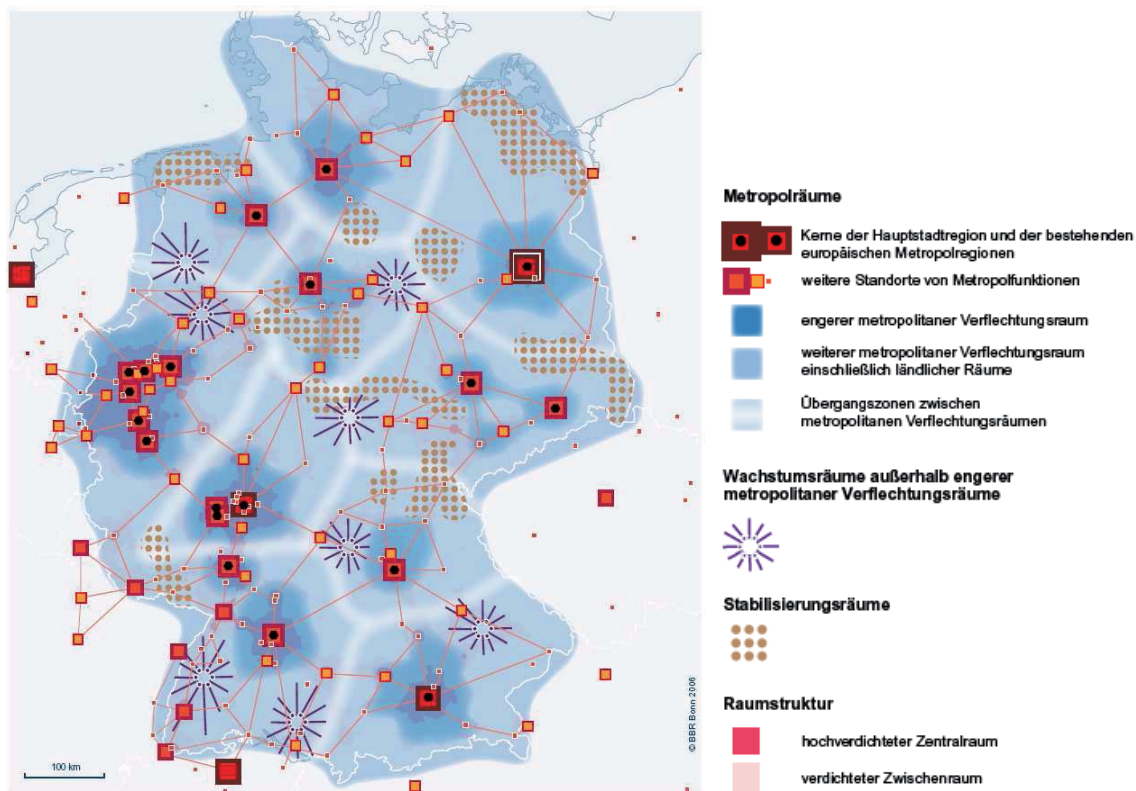 Metropolräume
Kerne der Hauptstadtregion und der bestehenden
europäischen Metropolregionen
weitere Standorte von Metropolfunktionen
engerer metropolitaner Verflechtungsraum
weiterer metropolitaner Verflechtungsraum
einschließlich ländlicher Räume
Übergangszonen zwischen
metropolitanen Verflechtungsräumen
Wachstumsräume außerhalb engerer
metropolitaner Verflechtungsräume
Stabilisierungsräume
Raumstruktur
hochverdichteter Zentralraum
verdichteter Zwischenraum
100 km
© BBR Bonn 2006